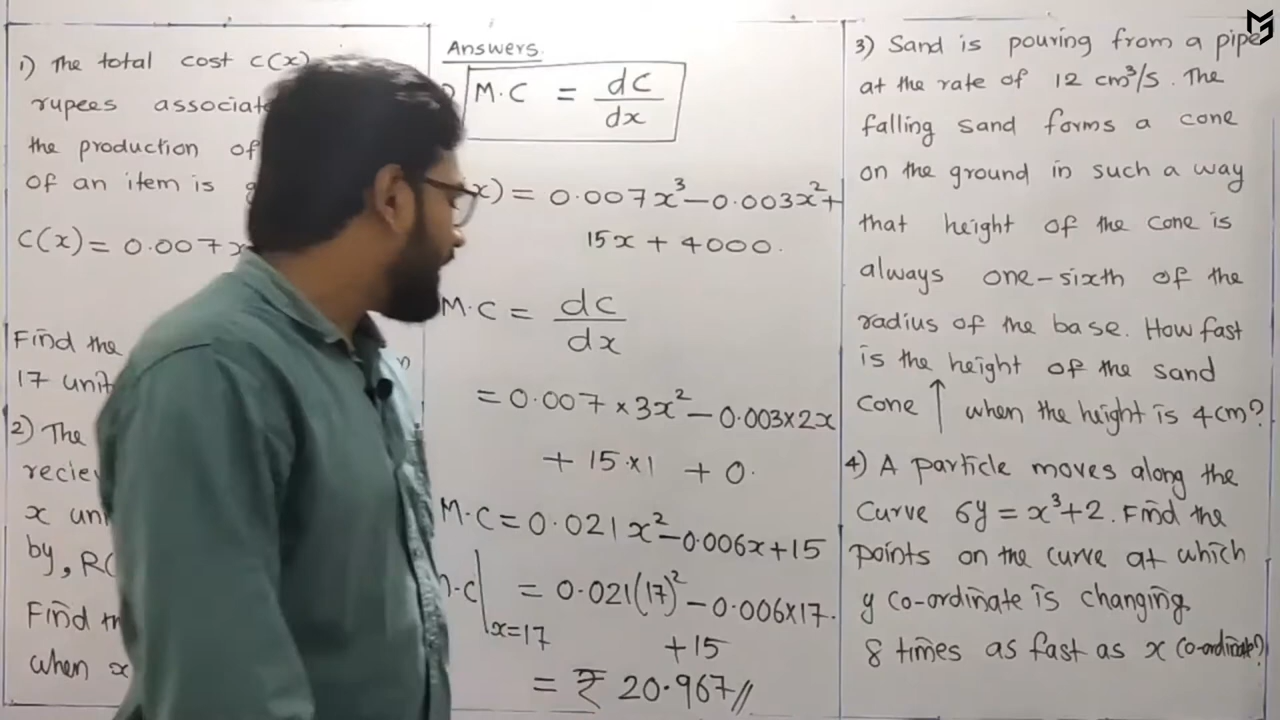 1) The total cost C(x)
rupees
the production of
of an item is
C(x) = 0.007x
Find the
17
2) The
x
by,
Find
when x
Answers.
M.C = dC/dx
x) = 0.007x³ - 0.003x² +
15x + 4000.
M.C = dc/dx
= 0.007 × 3x² - 0.003×2x
+ 15×1 + 0.
M.C = 0.021x² - 0.006x + 15
.C| x=17 = 0.021(17)² - 0.006×17.
+ 15
= ₹ 20.967//
3) Sand is pouring from a pipe
at the rate of 12 cm³/s. The
falling sand forms a cone
on the ground in such a way
that height of the cone is
always one-sixth of the
radius of the base. How fast
is the height of the sand
cone ↑ when the height is 4cm?
4) A particle moves along the
curve 6y = x³+2. Find the
points on the curve at which
y co-ordinate is changing
8 times as fast as x co-ordinate?